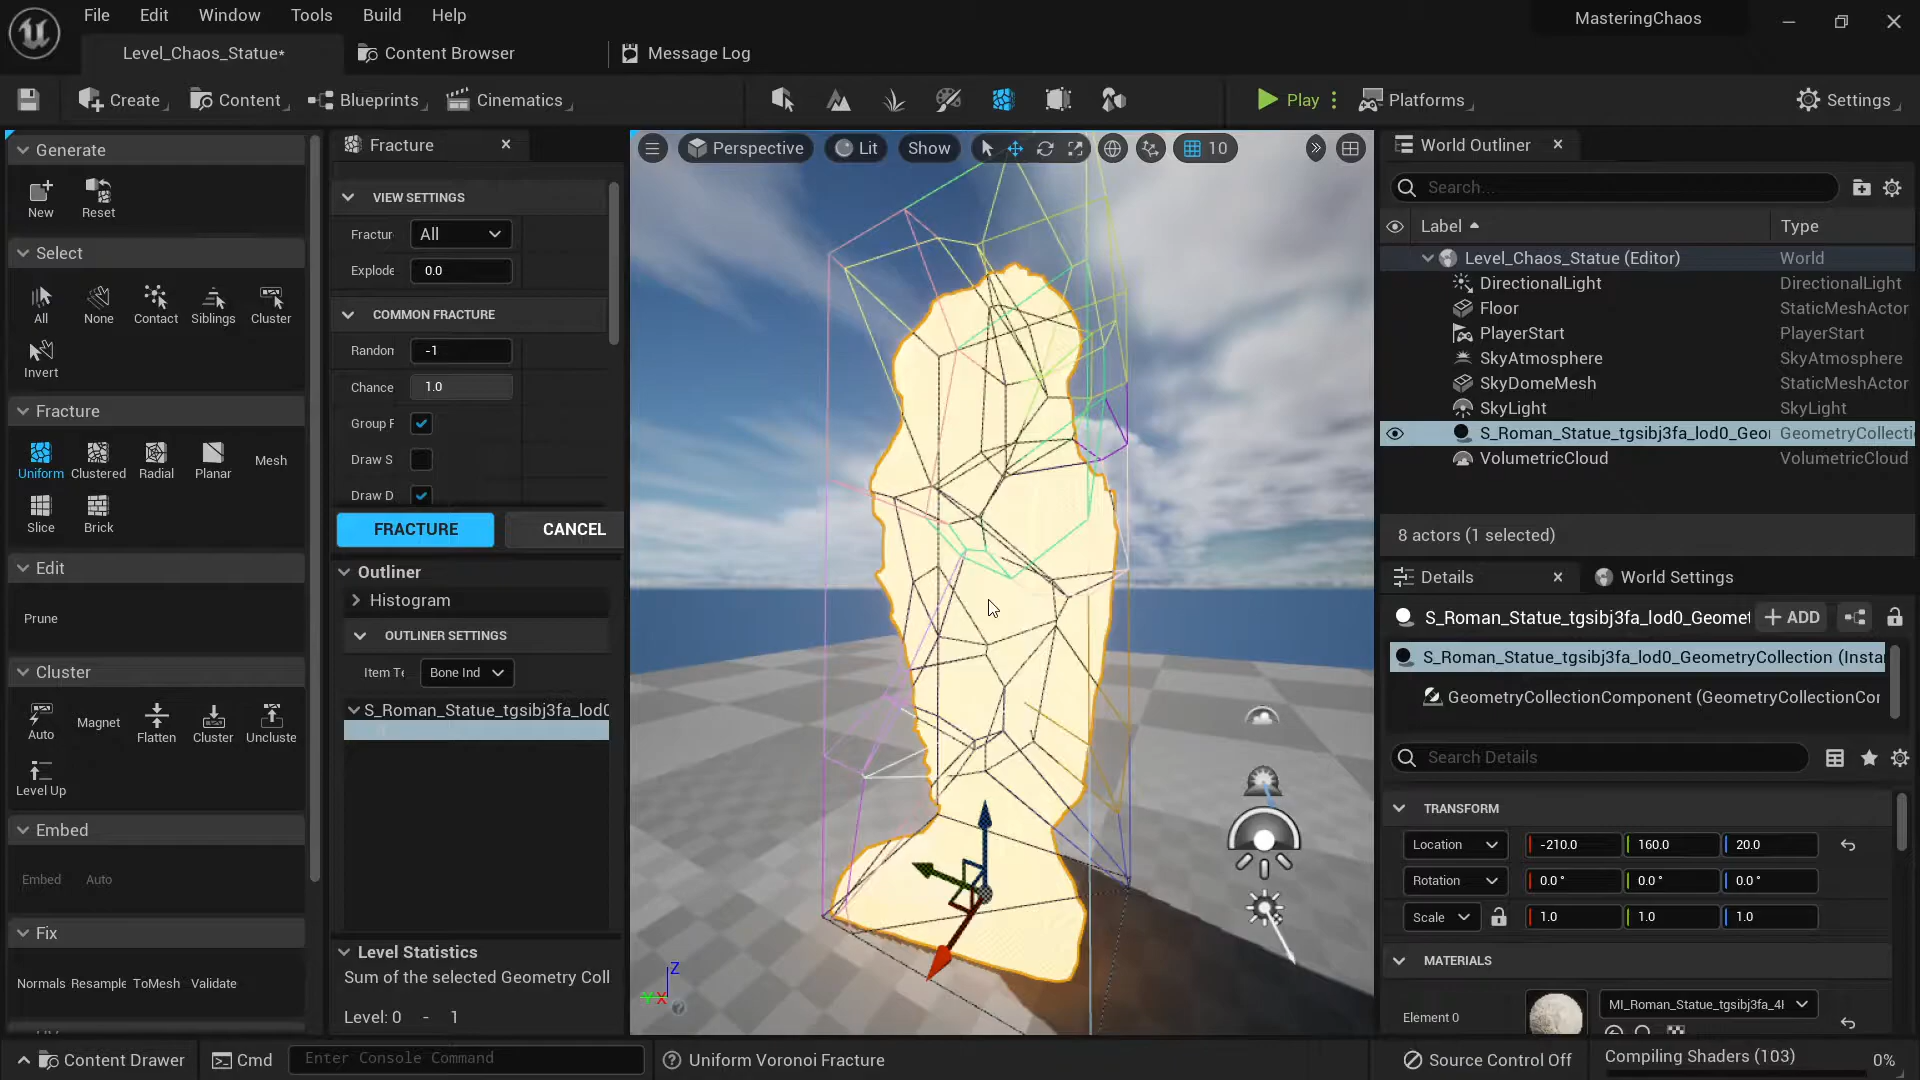 File Edit Window Tools Build Help
MasteringChaos
Level_Chaos_Statue*
Content Browser
Message Log
Create
Content
Blueprints
Cinematics
Play
Platforms
Settings
Generate
New
Reset
Select
All
None
Contact
Siblings
Cluster
Invert
Fracture
Uniform
Clustered
Radial
Planar
Mesh
Slice
Brick
Edit
Prune
Cluster
Auto
Magnet
Flatten
Cluster
Uncluste
Level Up
Embed
Embed
Auto
Fix
Normals
Resample
ToMesh
Validate
Fracture
VIEW SETTINGS
Fractur
All
Explode
0.0
COMMON FRACTURE
Randon
-1
Chance
1.0
Group F
Draw S
Draw D
FRACTURE
CANCEL
Outliner
Histogram
OUTLINER SETTINGS
Item Te
Bone Ind
S_Roman_Statue_tgsibj3fa_lod0
Level Statistics
Sum of the selected Geometry Coll
Level: 0 - 1
Perspective
Lit
Show
10
Z
Y
X
World Outliner
Search...
Label
Type
Level_Chaos_Statue (Editor)
World
DirectionalLight
DirectionalLight
Floor
StaticMeshActor
PlayerStart
PlayerStart
SkyAtmosphere
SkyAtmosphere
SkyDomeMesh
StaticMeshActor
SkyLight
SkyLight
S_Roman_Statue_tgsibj3fa_lod0_Geo
GeometryCollecti
VolumetricCloud
VolumetricCloud
8 actors (1 selected)
Details
World Settings
S_Roman_Statue_tgsibj3fa_lod0_Geomet
ADD
S_Roman_Statue_tgsibj3fa_lod0_GeometryCollection (Insta
GeometryCollectionComponent (GeometryCollectionCor
Search Details
TRANSFORM
Location
-210.0
160.0
20.0
Rotation
0.0 °
0.0 °
0.0 °
Scale
1.0
1.0
1.0
MATERIALS
Element 0
MI_Roman_Statue_tgsibj3fa_4l
Content Drawer
Cmd
Enter Console Command
Uniform Voronoi Fracture
Source Control Off
Compiling Shaders (103)
0%